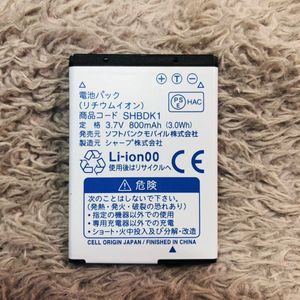 電池パック
(リチウムイオン)
PSE HAC
商品コード SHBDK1
定 格 3.7V 800mAh (3.0Wh)
発売元 ソフトバンクモバイル株式会社
製造元 シャープ株式会社
Li-ion00
使用後はリサイクルへ
危険
次のことはしないで下さい。
(発熱・発火・破裂の恐れあり)
・指定の機器以外での使用
・専用充電器以外での充電
・ショート・火中投入及び分解・改造
CELL ORIGIN JAPAN/FINISHED IN CHINA